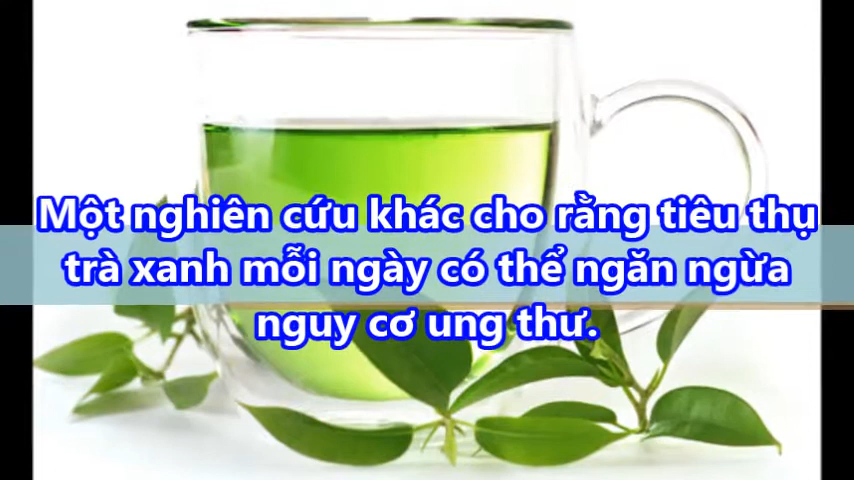 Một nghiên cứu khác cho rằng tiêu thụ
trà xanh mỗi ngày có thể ngăn ngừa
nguy cơ ung thư.